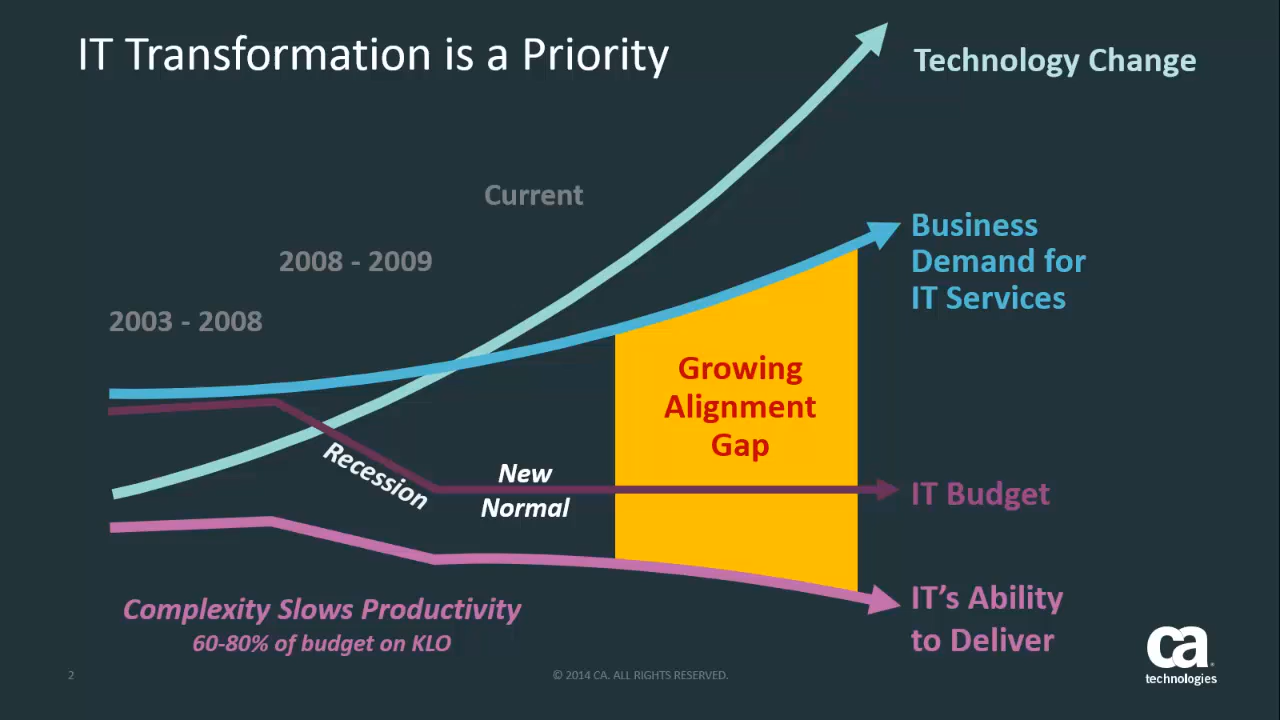 IT Transformation is a Priority
Technology Change
Current
Business
Demand for
IT Services
2008 - 2009
2003 - 2008
Growing
Alignment
Gap
Recession
New
Normal
IT Budget
IT’s Ability
to Deliver
Complexity Slows Productivity
60-80% of budget on KLO
2
© 2014 CA. ALL RIGHTS RESERVED.
ca
technologies